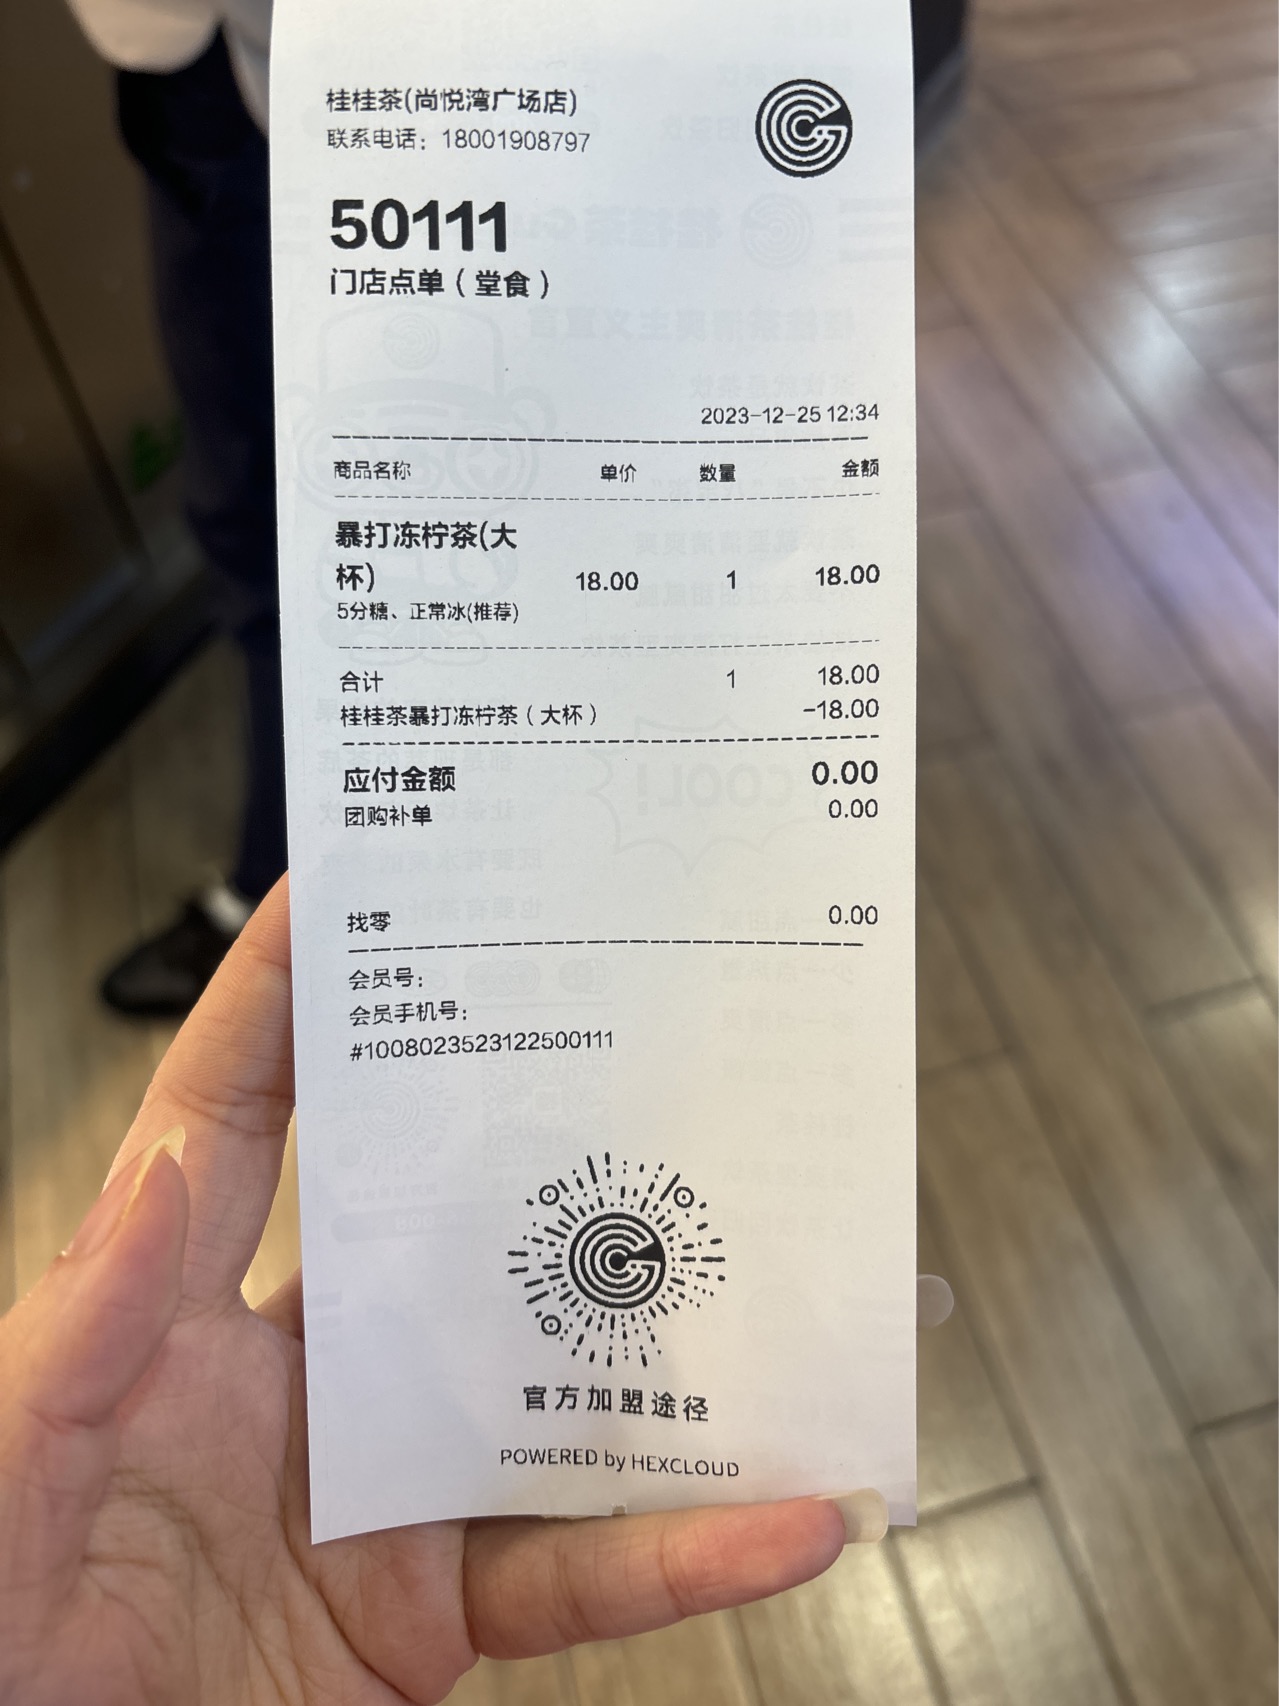 桂桂茶(尚悦湾广场店)
联系电话：18001908797
50111
门店点单（堂食）
2023-12-25 12:34
商品名称 单价 数量 金额
暴打冻柠茶(大
杯) 18.00 1 18.00
5分糖、正常冰(推荐)
合计 1 18.00
桂桂茶暴打冻柠茶（大杯） -18.00
应付金额 0.00
团购补单 0.00
找零 0.00
会员号：
会员手机号：
#1008023523122500111
官方加盟途径
POWERED by HEXCLOUD